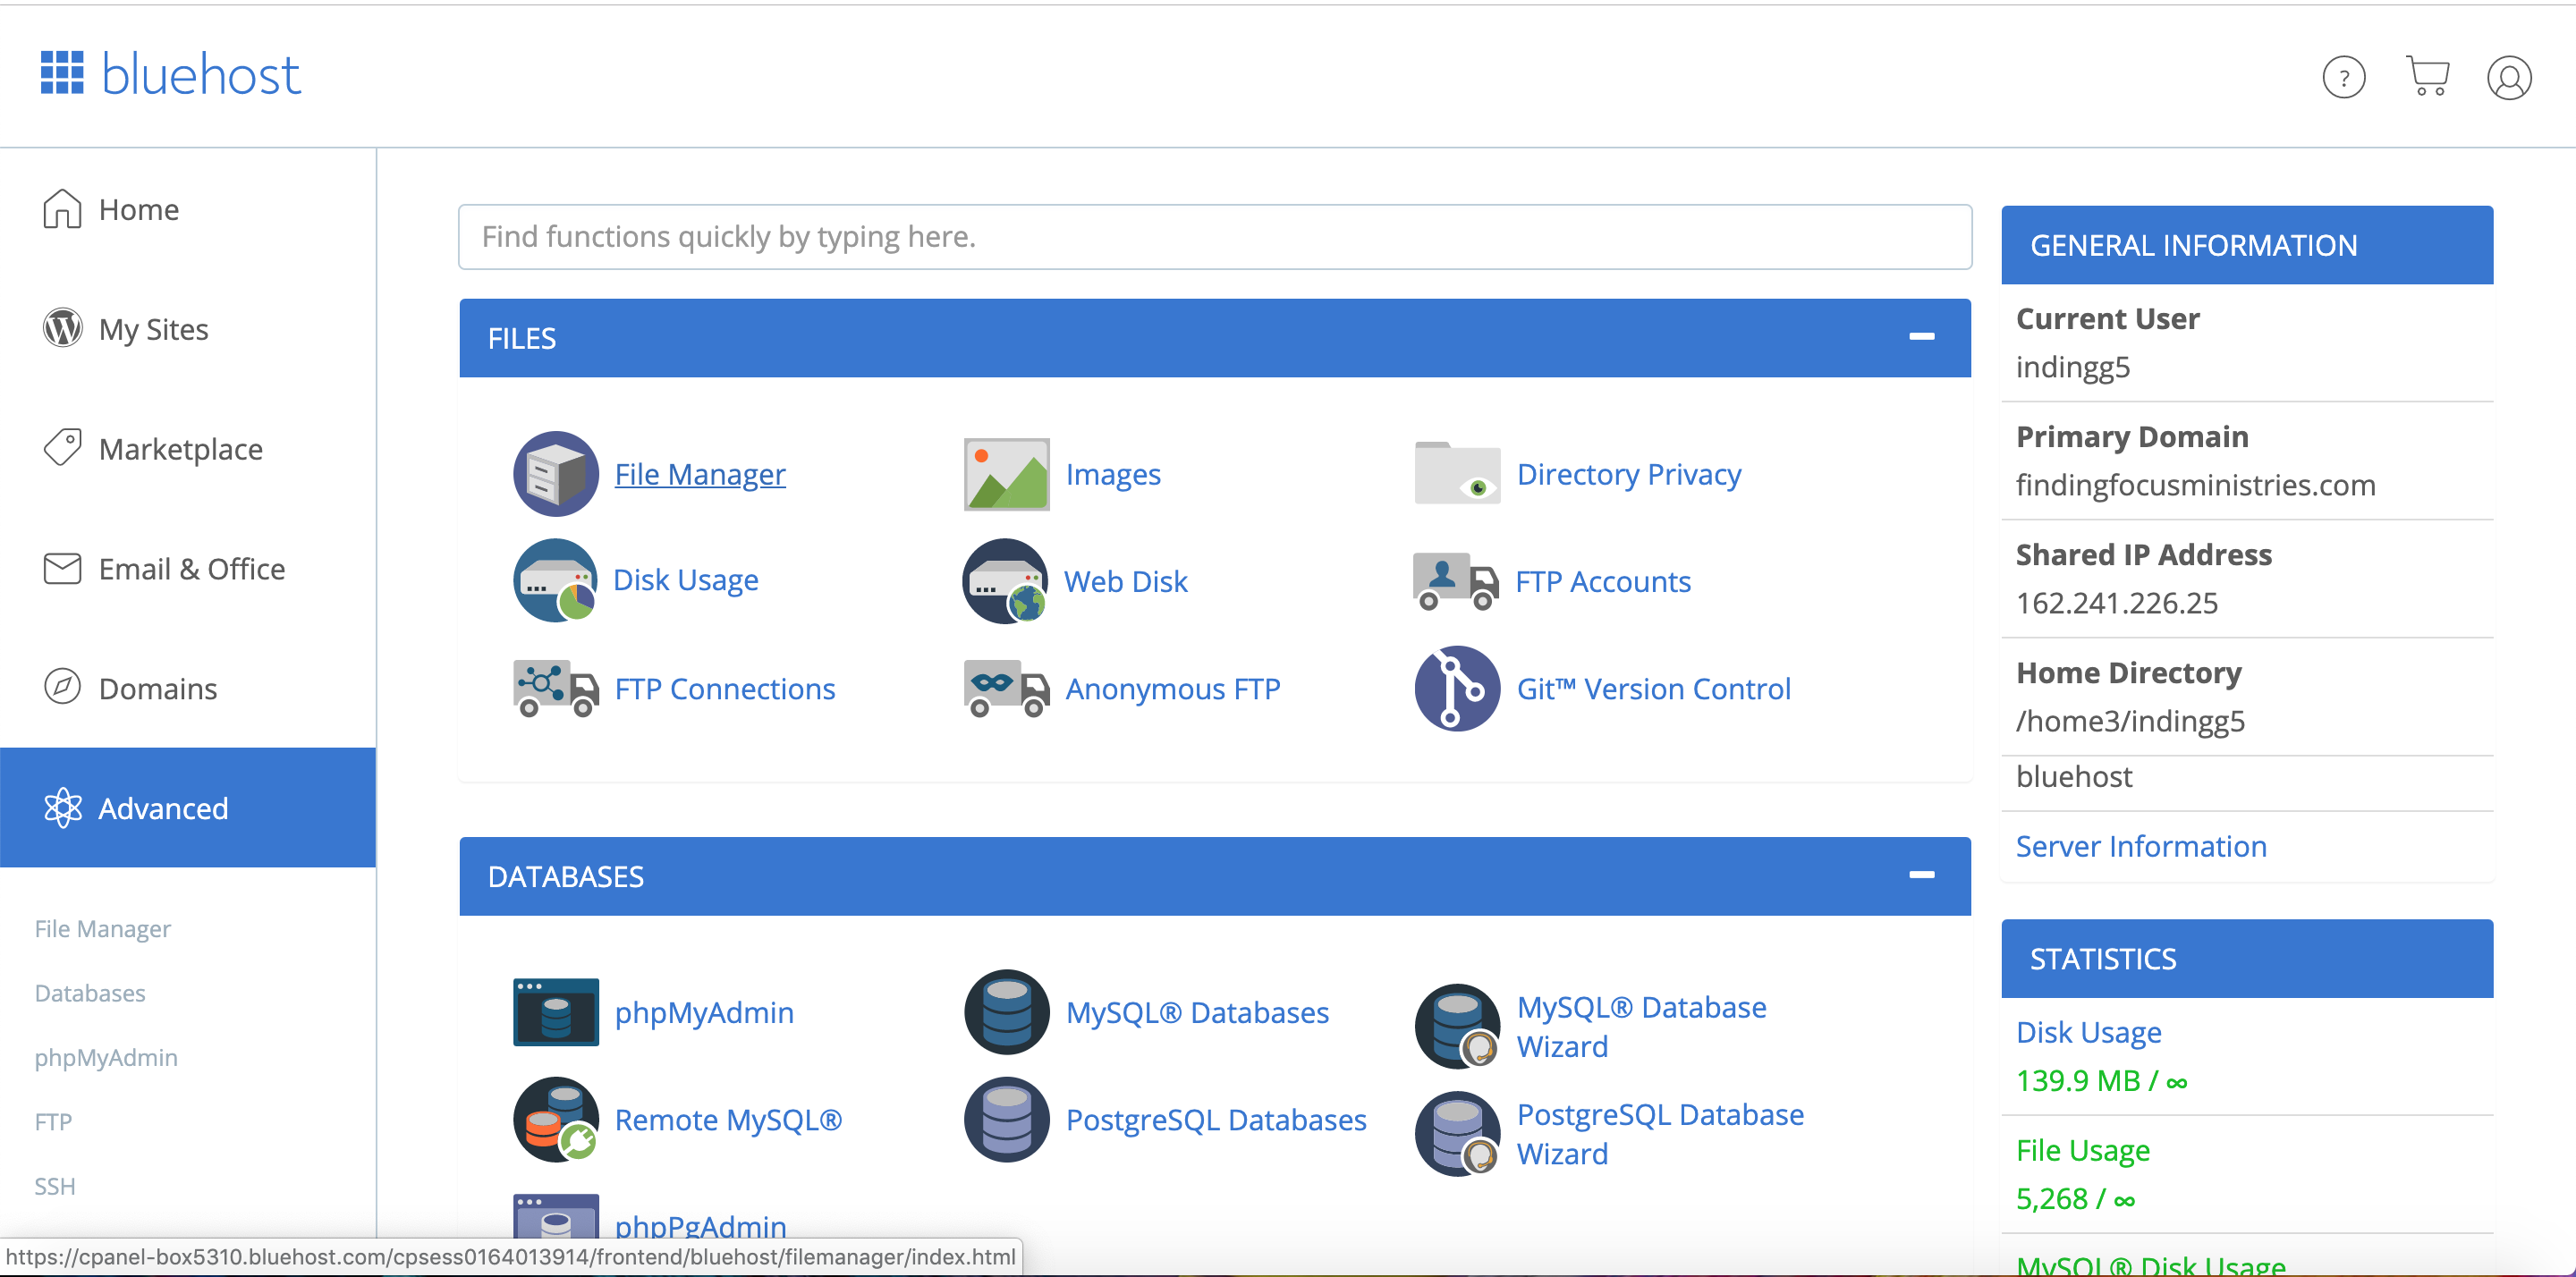 bluehost
?
Home
My Sites
Marketplace
Email & Office
Domains
Advanced
File Manager
Databases
phpMyAdmin
FTP
SSH
Find functions quickly by typing here.
FILES
File Manager
Images
Directory Privacy
Disk Usage
Web Disk
FTP Accounts
FTP Connections
Anonymous FTP
Git™ Version Control
DATABASES
phpMyAdmin
MySQL® Databases
MySQL® Database
Wizard
Remote MySQL®
PostgreSQL Databases
PostgreSQL Database
Wizard
phpPgAdmin
GENERAL INFORMATION
Current User
indingg5
Primary Domain
findingfocusministries.com
Shared IP Address
162.241.226.25
Home Directory
/home3/indingg5
bluehost
Server Information
STATISTICS
Disk Usage
139.9 MB / ∞
File Usage
5,268 / ∞
MySQL® Disk Usage
https://cpanel-box5310.bluehost.com/cpsess0164013914/frontend/bluehost/filemanager/index.html